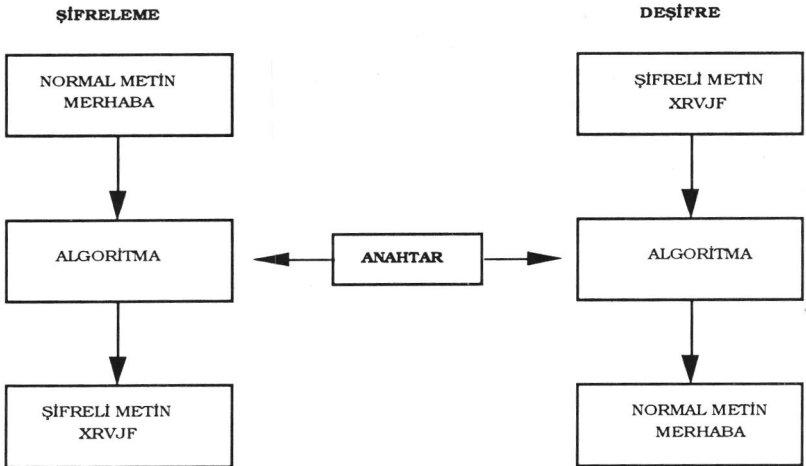 ŞİFRELEME
NORMAL METİN
MERHABA
ALGORİTMA
ŞİFRELİ METİN
XRVJF
ANAHTAR
DEŞİFRE
ŞİFRELİ METİN
XRVJF
ALGORİTMA
NORMAL METİN
MERHABA